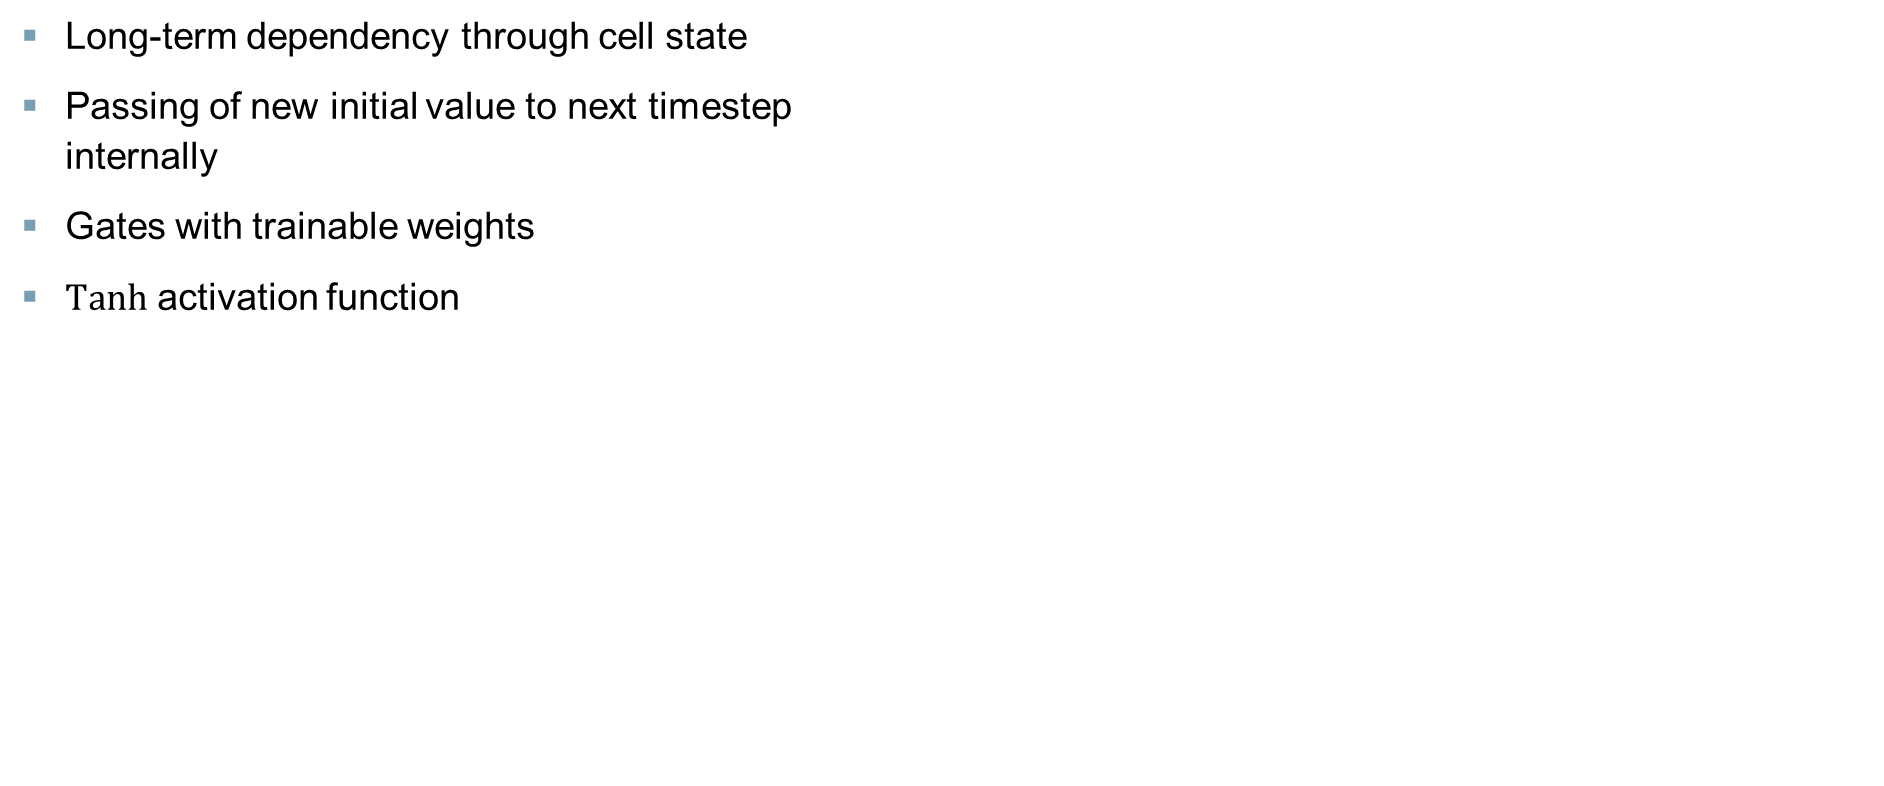 ▪ Long-term dependency through cell state
▪ Passing of new initial value to next timestep
internally
▪ Gates with trainable weights
▪ Tanh activation function